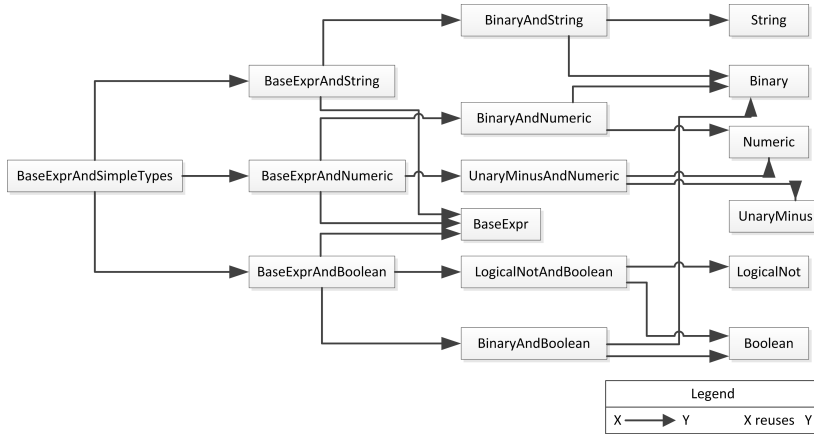 BinaryAndString
String
BaseExprAndString
Binary
BinaryAndNumeric
Numeric
BaseExprAndSimpleTypes
BaseExprAndNumeric
UnaryMinusAndNumeric
UnaryMinus
BaseExpr
BaseExprAndBoolean
LogicalNotAndBoolean
LogicalNot
BinaryAndBoolean
Boolean
Legend
X Y X reuses Y